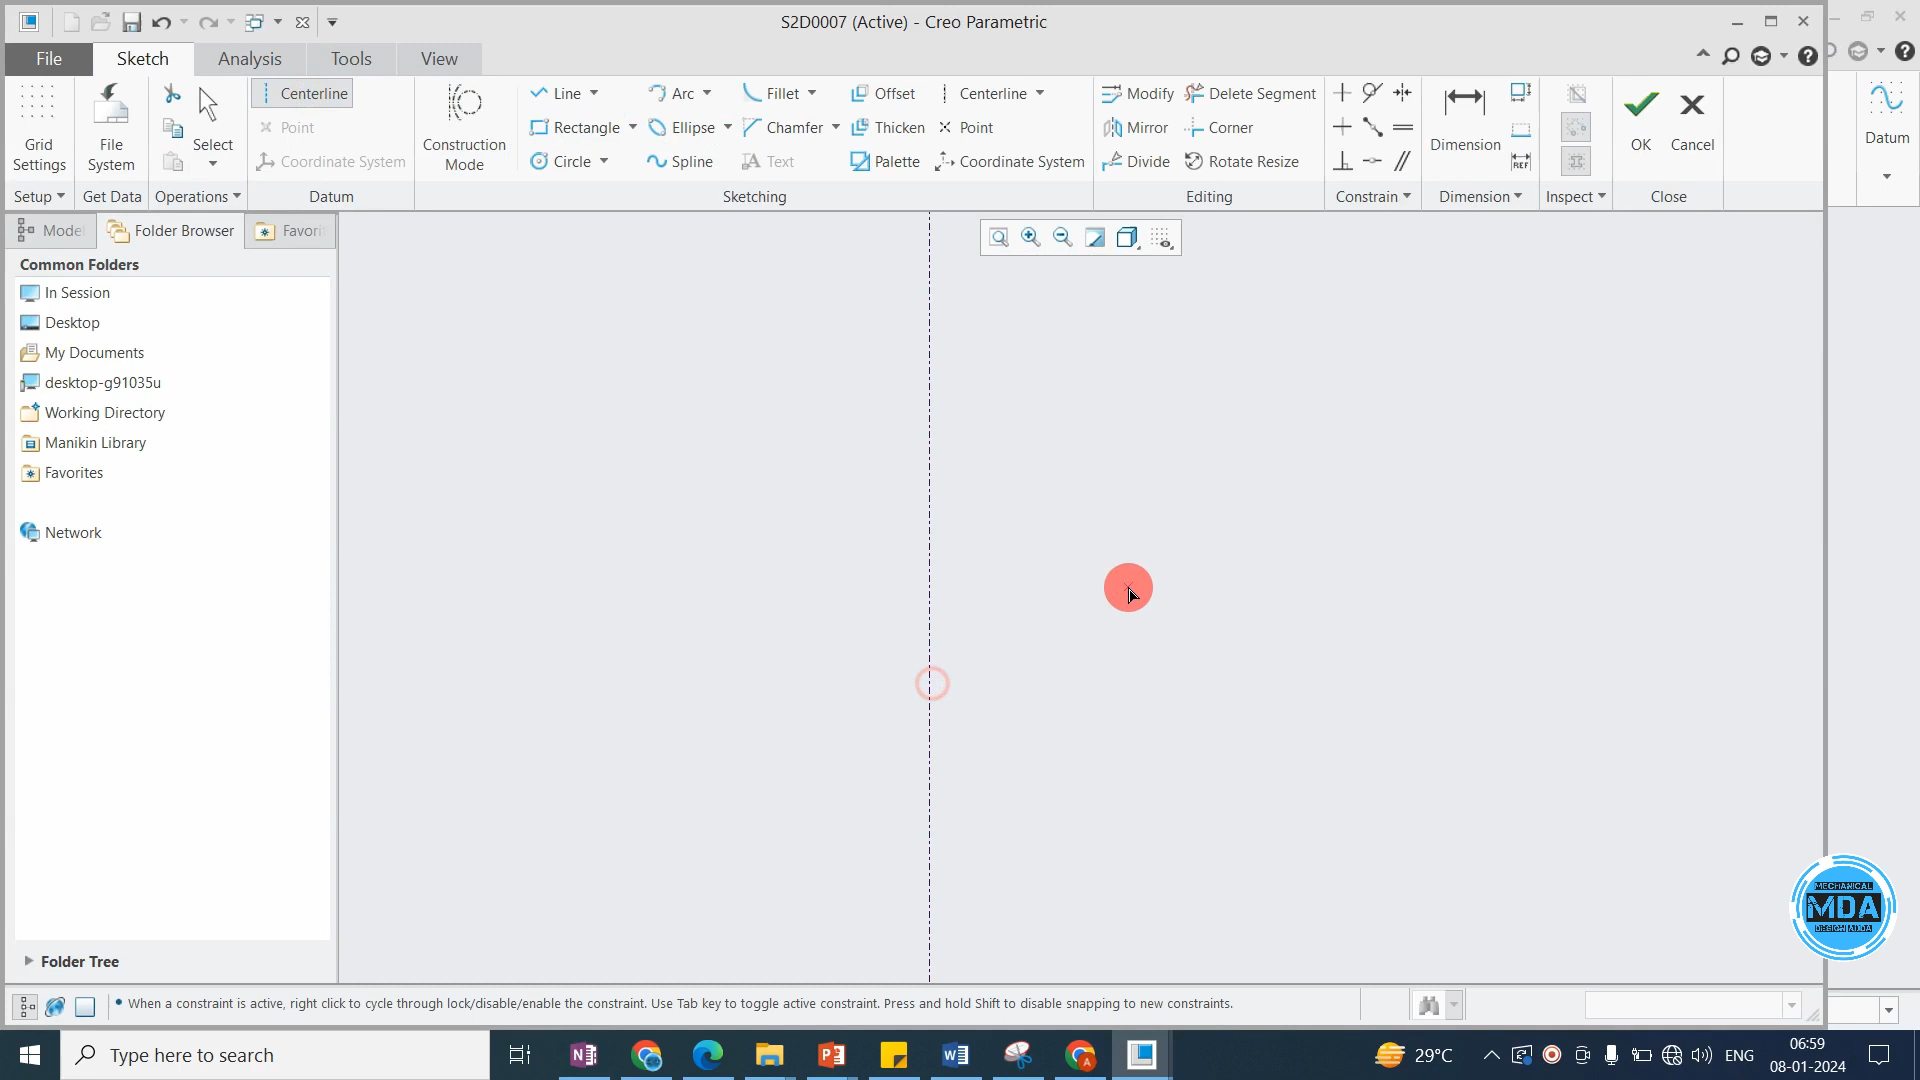 S2D0007 (Active) - Creo Parametric
File
Sketch
Analysis
Tools
View
Grid Settings
File System
Select
Centerline
Point
Coordinate System
Construction Mode
Line
Arc
Fillet
Offset
Centerline
Rectangle
Ellipse
Chamfer
Thicken
Point
Circle
Spline
Text
Palette
Coordinate System
Modify
Delete Segment
Mirror
Corner
Divide
Rotate Resize
Dimension
REF
OK
Cancel
Datum
Setup
Get Data
Operations
Datum
Sketching
Editing
Constrain
Dimension
Inspect
Close
Mode
Folder Browser
Favori
Common Folders
In Session
Desktop
My Documents
desktop-g91035u
Working Directory
Manikin Library
Favorites
Network
Folder Tree
MECHANICAL
MDA
DESIGN ADDA
• When a constraint is active, right click to cycle through lock/disable/enable the constraint. Use Tab key to toggle active constraint. Press and hold Shift to disable snapping to new constraints.
Type here to search
29°C
ENG
06:59
08-01-2024